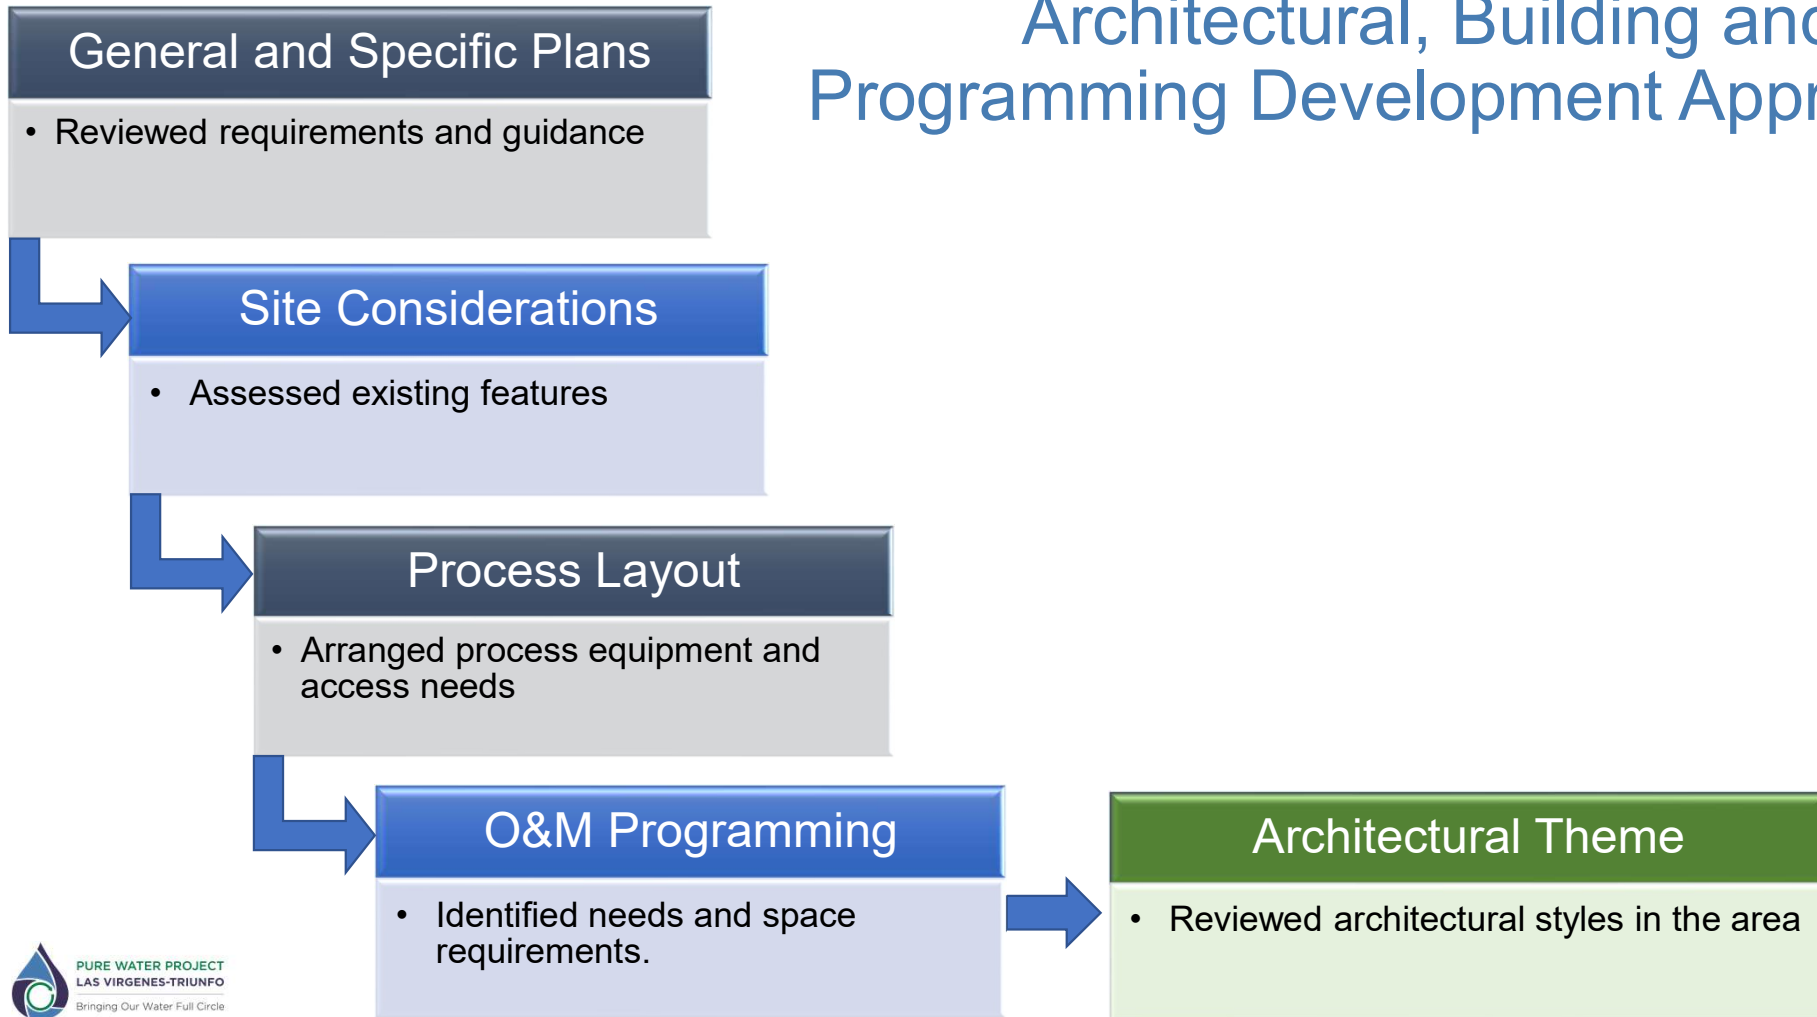 Architectural, Building and
Programming Development Appr
General and Specific Plans
• Reviewed requirements and guidance
Site Considerations
• Assessed existing features
Process Layout
• Arranged process equipment and
access needs
O&M Programming
• Identified needs and space
requirements.
Architectural Theme
• Reviewed architectural styles in the area
PURE WATER PROJECT
LAS VIRGENES-TRIUNFO
Bringing Our Water Full Circle